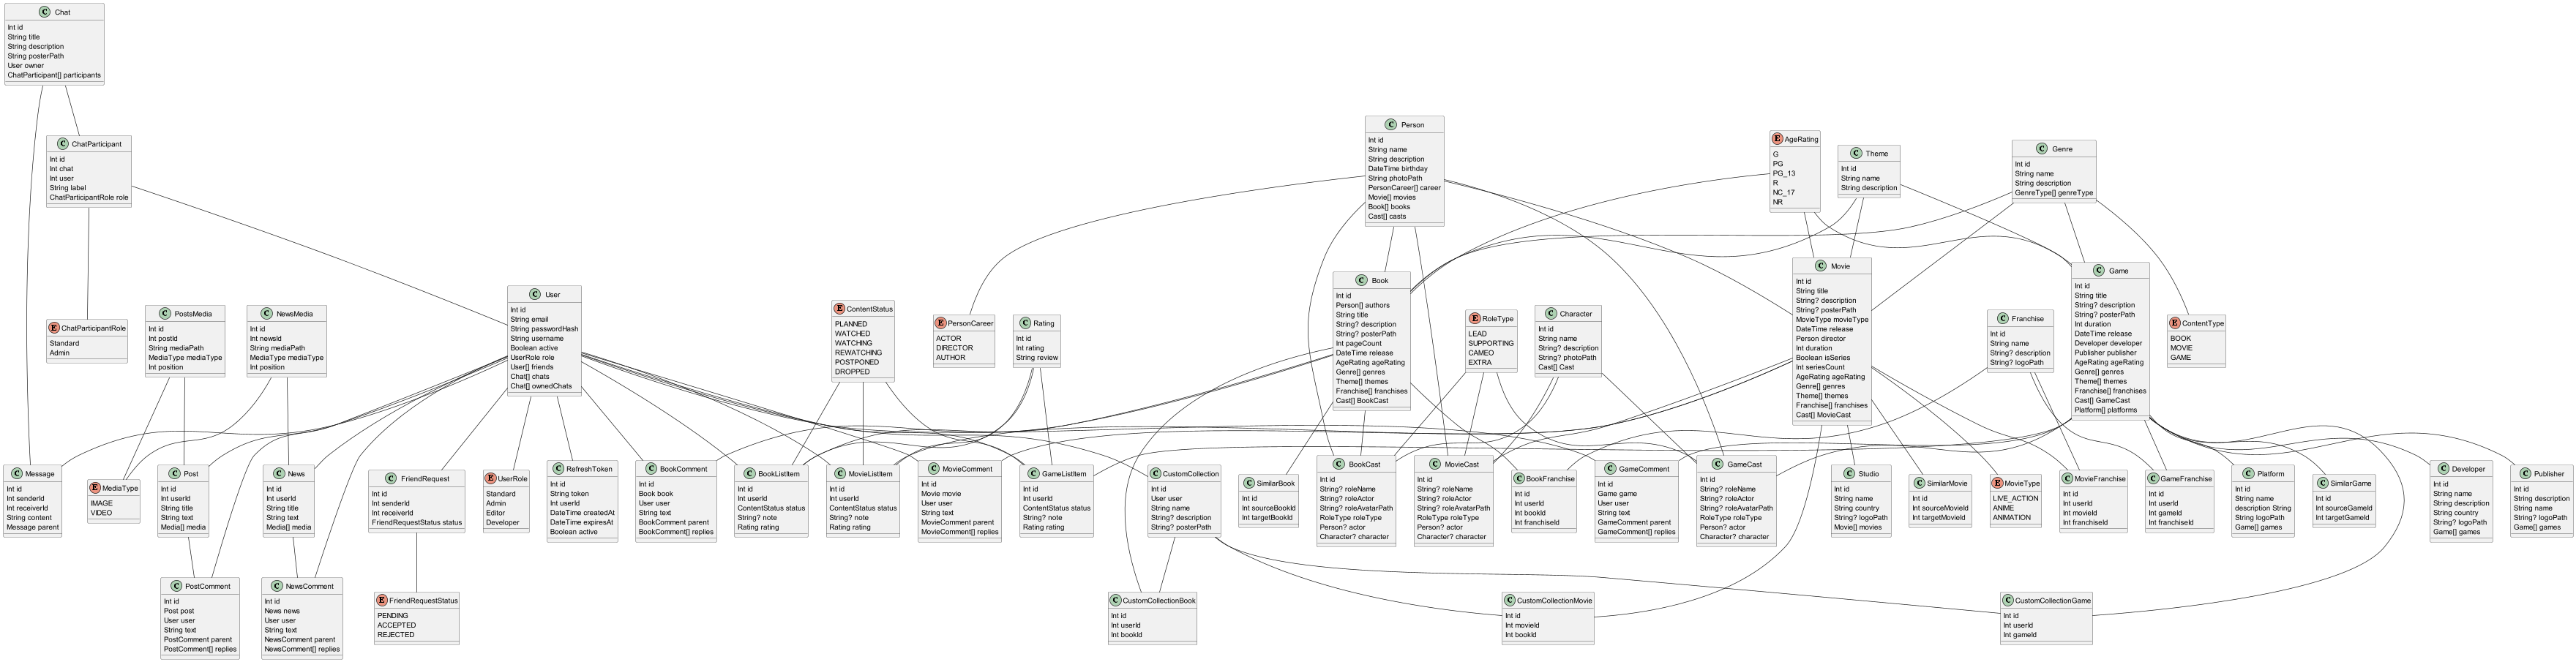 C Chat
Int id
String title
String description
String posterPath
User owner
ChatParticipant[] participants
C ChatParticipant
Int id
Int chat
Int user
String label
ChatParticipantRole role
C Person
Int id
String name
String description
DateTime birthday
String photoPath
PersonCareer[] career
Movie[] movies
Book[] books
Cast[] casts
E AgeRating
G
PG
PG_13
R
NC_17
NR
C Theme
Int id
String name
String description
C Genre
Int id
String name
String description
GenreType[] genreType
E ChatParticipantRole
Standard
Admin
C PostsMedia
Int id
Int postId
String mediaPath
MediaType mediaType
Int position
C NewsMedia
Int id
Int newsId
String mediaPath
MediaType mediaType
Int position
C User
Int id
String email
String passwordHash
String username
Boolean active
UserRole role
User[] friends
Chat[] chats
Chat[] ownedChats
E ContentStatus
PLANNED
WATCHED
WATCHING
REWATCHING
POSTPONED
DROPPED
E PersonCareer
ACTOR
DIRECTOR
AUTHOR
C Rating
Int id
Int rating
String review
C Book
Int id
Person[] authors
String title
String? description
String? posterPath
Int pageCount
DateTime release
AgeRating ageRating
Genre[] genres
Theme[] themes
Franchise[] franchises
Cast[] BookCast
E RoleType
LEAD
SUPPORTING
CAMEO
EXTRA
C Character
Int id
String name
String? description
String? photoPath
Cast[] Cast
C Movie
Int id
String title
String? description
String? posterPath
MovieType movieType
DateTime release
Person director
Int duration
Boolean isSeries
Int seriesCount
AgeRating ageRating
Genre[] genres
Theme[] themes
Franchise[] franchises
Cast[] MovieCast
C Franchise
Int id
String name
String? description
String? logoPath
C Game
Int id
String title
String? description
String? posterPath
Int duration
DateTime release
Developer developer
Publisher publisher
AgeRating ageRating
Genre[] genres
Theme[] themes
Franchise[] franchises
Cast[] GameCast
Platform[] platforms
E ContentType
BOOK
MOVIE
GAME
C Message
Int id
Int senderId
Int receiverId
String content
Message parent
E MediaType
IMAGE
VIDEO
C Post
Int id
Int userId
String title
String text
Media[] media
C News
Int id
Int userId
String title
String text
Media[] media
C FriendRequest
Int id
Int senderId
Int receiverId
FriendRequestStatus status
E UserRole
Standard
Admin
Editor
Developer
C RefreshToken
Int id
String token
Int userId
DateTime createdAt
DateTime expiresAt
Boolean active
C BookComment
Int id
Book book
User user
String text
BookComment parent
BookComment[] replies
C BookListItem
Int id
Int userId
ContentStatus status
String? note
Rating rating
C MovieListItem
Int id
Int userId
ContentStatus status
String? note
Rating rating
C MovieComment
Int id
Movie movie
User user
String text
MovieComment parent
MovieComment[] replies
C GameListItem
Int id
Int userId
ContentStatus status
String? note
Rating rating
C CustomCollection
Int id
User user
String name
String? description
String? posterPath
C SimilarBook
Int id
Int sourceBookId
Int targetBookId
C BookCast
Int id
String? roleName
String? roleActor
String? roleAvatarPath
RoleType roleType
Person? actor
Character? character
C MovieCast
Int id
String? roleName
String? roleActor
String? roleAvatarPath
RoleType roleType
Person? actor
Character? character
C BookFranchise
Int id
Int userId
Int bookId
Int franchiseId
C GameComment
Int id
Game game
User user
String text
GameComment parent
GameComment[] replies
C GameCast
Int id
String? roleName
String? roleActor
String? roleAvatarPath
RoleType roleType
Person? actor
Character? character
C Studio
Int id
String name
String country
String? logoPath
Movie[] movies
C SimilarMovie
Int id
Int sourceMovieId
Int targetMovieId
E MovieType
LIVE_ACTION
ANIME
ANIMATION
C MovieFranchise
Int id
Int userId
Int movieId
Int franchiseId
C GameFranchise
Int id
Int userId
Int gameId
Int franchiseId
C Platform
Int id
String name
description String
String logoPath
Game[] games
C SimilarGame
Int id
Int sourceGameId
Int targetGameId
C Developer
Int id
String name
String description
String country
String? logoPath
Game[] games
C Publisher
Int id
String description
String name
String? logoPath
Game[] games
C PostComment
Int id
Post post
User user
String text
PostComment parent
PostComment[] replies
C NewsComment
Int id
News news
User user
String text
NewsComment parent
NewsComment[] replies
E FriendRequestStatus
PENDING
ACCEPTED
REJECTED
C CustomCollectionBook
Int id
Int userId
Int bookId
C CustomCollectionMovie
Int id
Int movieId
Int bookId
C CustomCollectionGame
Int id
Int userId
Int gameId